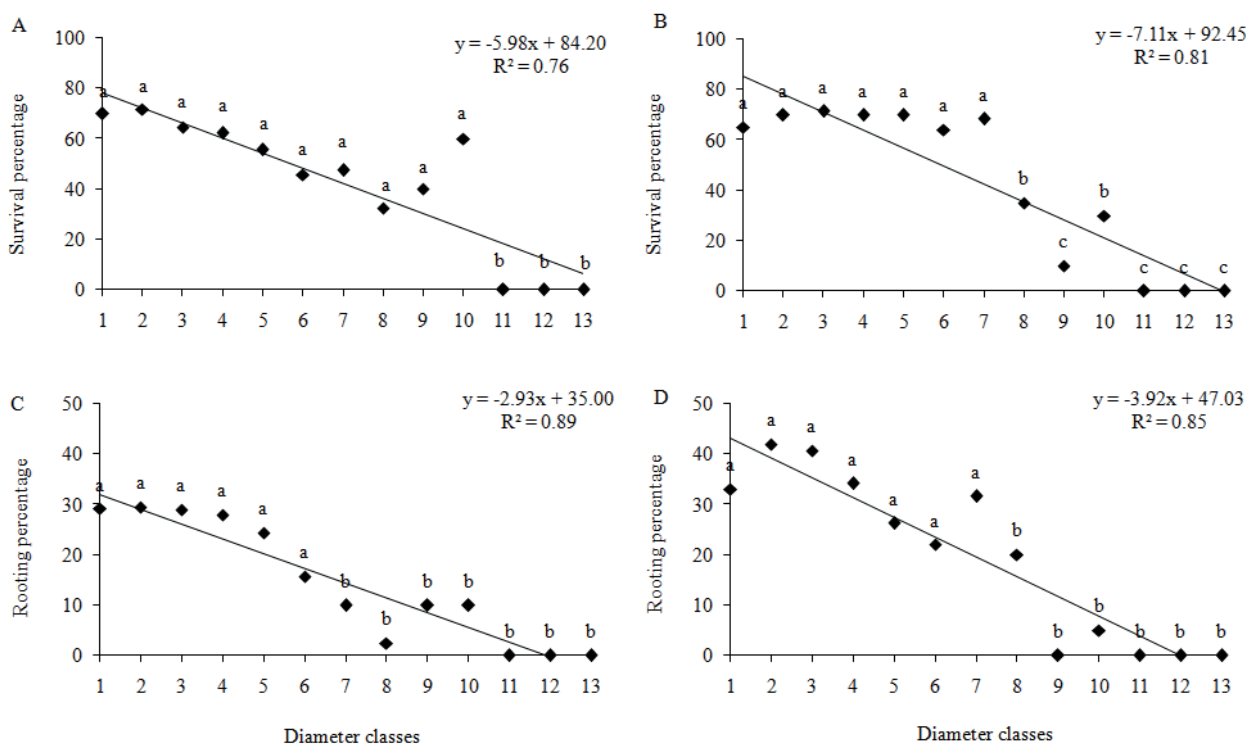 A
y = -5.98x + 84.20
R² = 0.76
Survival percentage
100
80
60
40
20
0
a a a a a a a a a a b b b
1 2 3 4 5 6 7 8 9 10 11 12 13
B
y = -7.11x + 92.45
R² = 0.81
Survival percentage
100
80
60
40
20
0
a a a a a a a b c b c c c
1 2 3 4 5 6 7 8 9 10 11 12 13
C
y = -2.93x + 35.00
R² = 0.89
Rooting percentage
50
40
30
20
10
0
a a a a a a b b b b b b b
1 2 3 4 5 6 7 8 9 10 11 12 13
Diameter classes
D
y = -3.92x + 47.03
R² = 0.85
Rooting percentage
50
40
30
20
10
0
a a a a a a a b b b b b b
1 2 3 4 5 6 7 8 9 10 11 12 13
Diameter classes